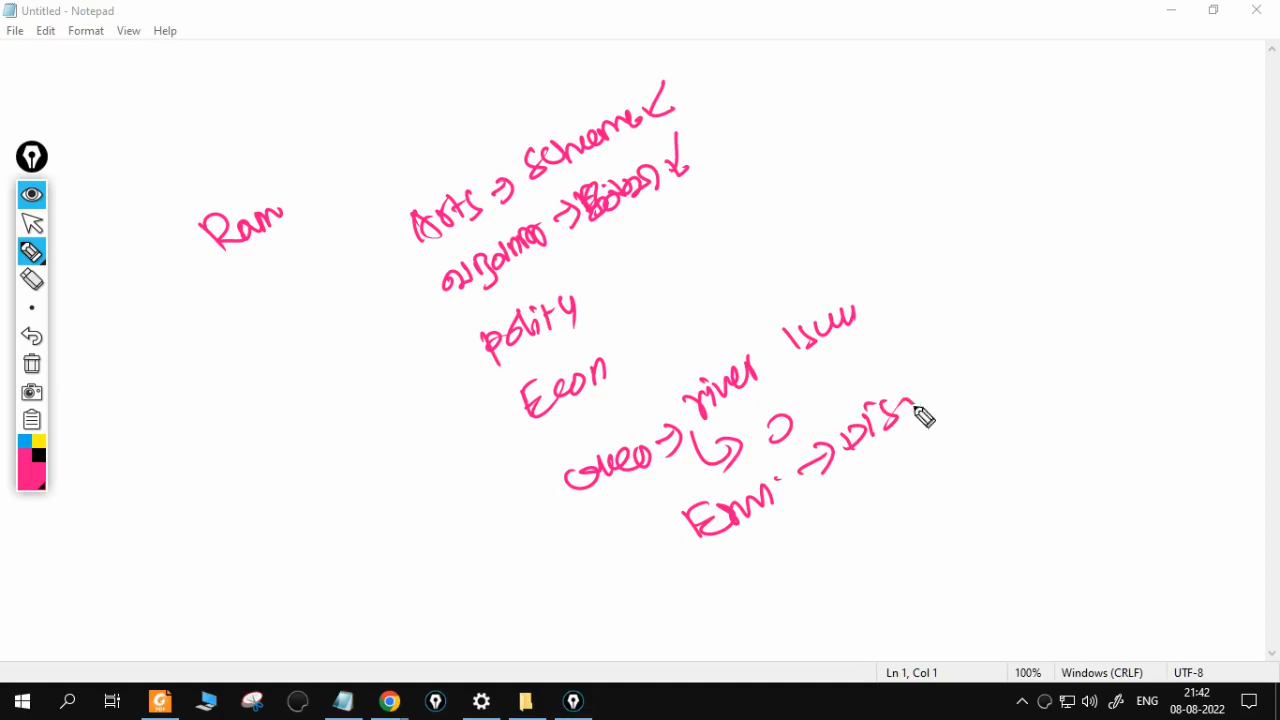 Untitled - Notepad
File Edit Format View Help
Arts → Scheme ✓
Ram
polity
Econ
→ river Issue
Envi → Dis
Ln 1, Col 1 100% Windows (CRLF) UTF-8
ENG 21:42
08-08-2022